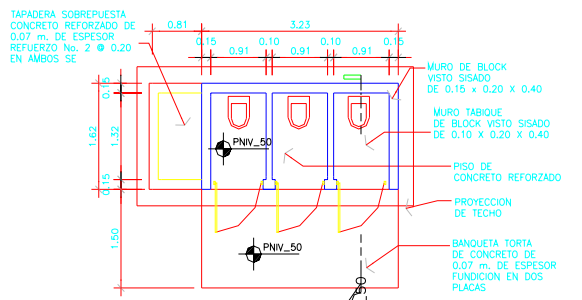 TAPADERA SOBREPUESTA
CONCRETO REFORZADO DE
0.07 m. DE ESPESOR
REFUERZO No. 2 @ 0.20
EN AMBOS SE
0.81
3.23
0.15
0.10
0.10
0.15
0.91
0.91
0.91
MURO DE BLOCK
VISTO SISADO
DE 0.15 x 0.20 X 0.40
MURO TABIQUE
DE BLOCK VISTO SISADO
DE 0.10 X 0.20 X 0.40
0.15
1.62
1.32
0.15
PNIV_50
PISO DE
CONCRETO REFORZADO
PROYECCION
DE TECHO
1.50
PNIV_50
BANQUETA TORTA
DE CONCRETO DE
0.07 m. DE ESPESOR
FUNDICION EN DOS
PLACAS